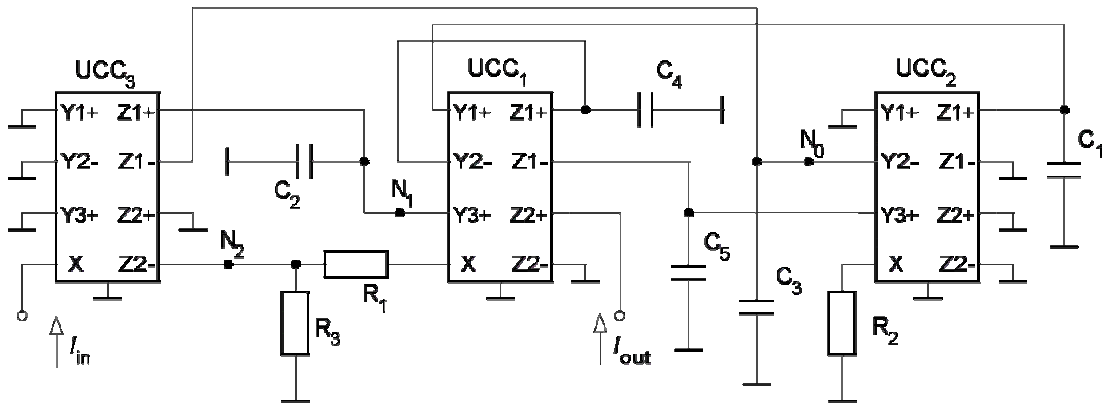 UCC3
Y1+ Z1+
Y2- Z1-
Y3+ Z2+
X Z2-
Iin
C2
N2
N1
R3
R1
UCC1
Y1+ Z1+
Y2- Z1-
Y3+ Z2+
X Z2-
Iout
C4
C5
C3
N0
UCC2
Y1+ Z1+
Y2- Z1-
Y3+ Z2+
X Z2-
R2
C1